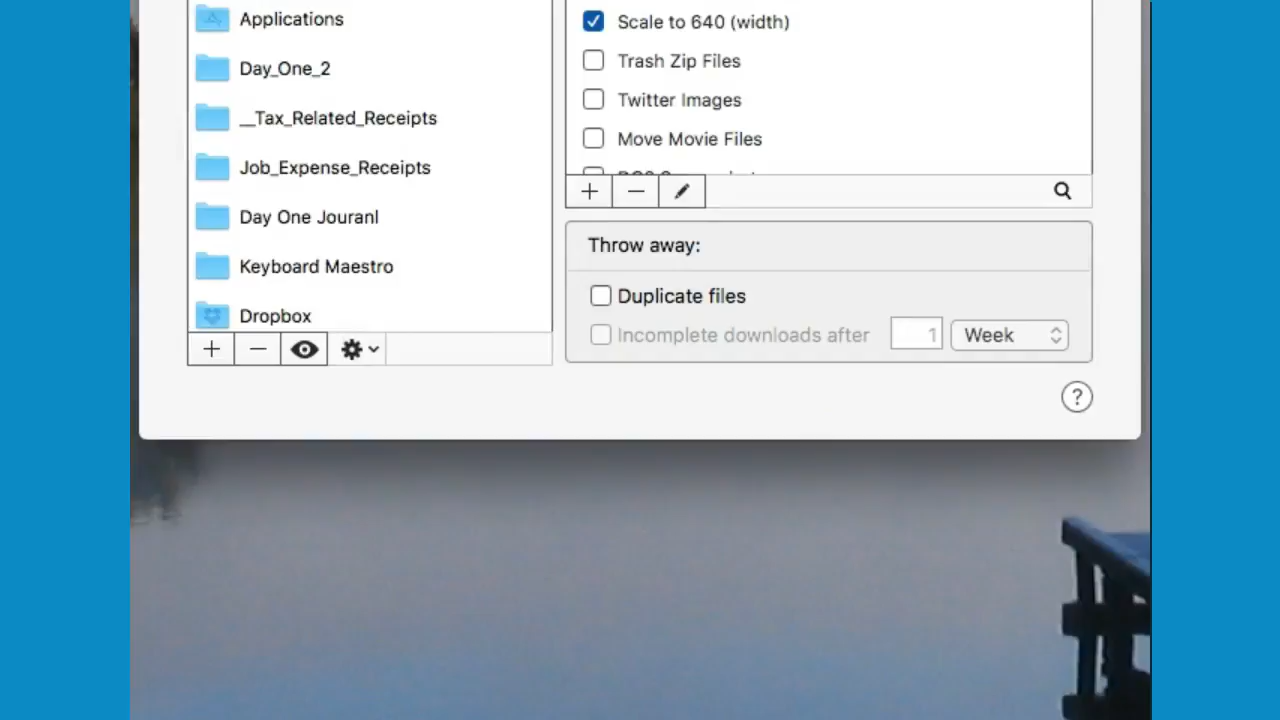 Applications
Day_One_2
__Tax_Related_Receipts
Job_Expense_Receipts
Day One Jouranl
Keyboard Maestro
Dropbox
Scale to 640 (width)
Trash Zip Files
Twitter Images
Move Movie Files
Throw away:
Duplicate files
Incomplete downloads after 1 Week
?